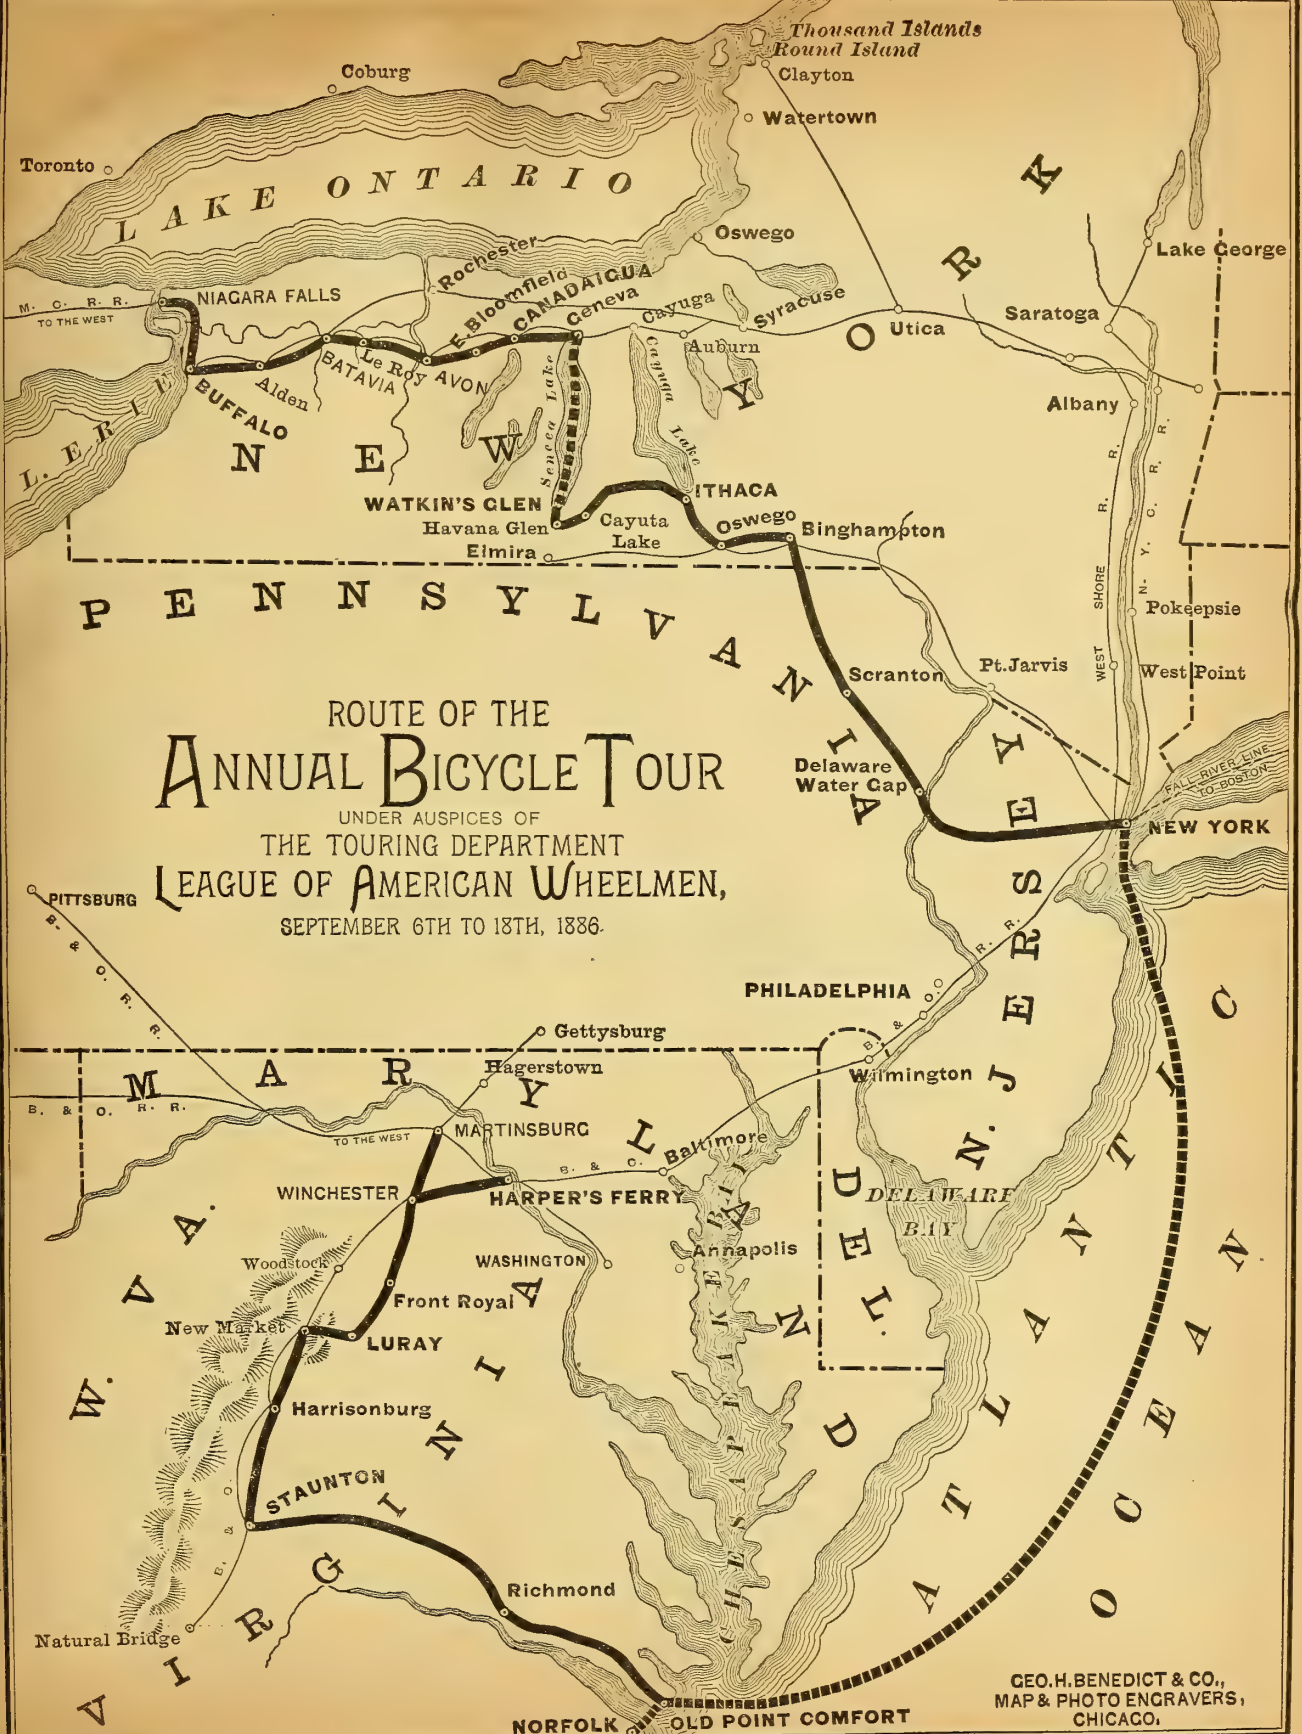 Thousand Islands
Round Island
Clayton
Coburg
Watertown
Toronto
LAKE ONTARIO
Oswego
Lake George
Rochester
E. Bloomfield
CANADAIGUA
Geneva
Cayuga
Syracuse
M. C. R. R.
TO THE WEST
NIAGARA FALLS
Utica
Saratoga
Auburn
Le Roy
BATAVIA
AVON
Alden
BUFFALO
Albany
L. ERIE
Seneca Lake
Cayuga Lake
NEW YORK
WATKIN'S GLEN
Havana Glen
ITHACA
Cayuta
Lake
Oswego
Binghampton
Elmira
WEST SHORE R. R.
N. Y. C. R. R.
PENNSYLVANIA
Pokeepsie
Scranton
Pt. Jarvis
West Point
ROUTE OF THE
ANNUAL BICYCLE TOUR
UNDER AUSPICES OF
THE TOURING DEPARTMENT
LEAGUE OF AMERICAN WHEELMEN,
SEPTEMBER 6TH TO 18TH, 1886.
Delaware
Water Gap
FALL RIVER LINE
TO BOSTON
NEW YORK
N. JERSEY
PITTSBURG
B. & O. R. R.
PHILADELPHIA
B. & O. R. R.
Gettysburg
Hagerstown
Wilmington
MARYLAND
B. & O. R. R.
TO THE WEST
MARTINSBURG
Baltimore
B. & O.
WINCHESTER
HARPER'S FERRY
DEL.
DELAWARE
BAY
W. VA.
Woodstock
WASHINGTON
Annapolis
Front Royal
New Market
LURAY
CHESAPEAKE BAY
Harrisonburg
STAUNTON
B. & O.
VIRGINIA
Richmond
Natural Bridge
ATLANTIC
OCEAN
NORFOLK
OLD POINT COMFORT
GEO. H. BENEDICT & CO.,
MAP & PHOTO ENGRAVERS,
CHICAGO.